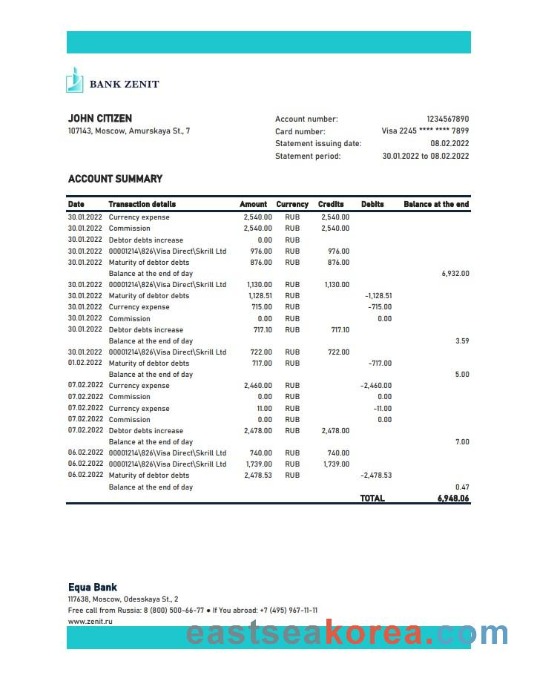 BANK ZENIT
JOHN CITIZEN
107143, Moscow, Amurskaya St., 7
Account number: 1234567890
Card number: Visa 2245 **** **** 7899
Statement issuing date: 08.02.2022
Statement period: 30.01.2022 to 08.02.2022
ACCOUNT SUMMARY
Date Transaction details Amount Currency Credits Debits Balance at the end
30.01.2022 Currency expense 2,540.00 RUB 2,540.00
30.01.2022 Commission 2,540.00 RUB 2,540.00
30.01.2022 Debtor debts increase 0.00 RUB
30.01.2022 00001214\826\Visa Direct\Skrill Ltd 976.00 RUB 976.00
30.01.2022 Maturity of debtor debts 876.00 RUB 876.00
Balance at the end of day 6,932.00
30.01.2022 00001214\826\Visa Direct\Skrill Ltd 1,130.00 RUB 1,130.00
30.01.2022 Maturity of debtor debts 1,128.51 RUB -1,128.51
30.01.2022 Currency expense 715.00 RUB -715.00
30.01.2022 Commission 0.00 RUB 0.00
30.01.2022 Debtor debts increase 717.10 RUB 717.10
Balance at the end of day 3.59
30.01.2022 00001214\826\Visa Direct\Skrill Ltd 722.00 RUB 722.00
01.02.2022 Maturity of debtor debts 717.00 RUB -717.00
Balance at the end of day 5.00
07.02.2022 Currency expense 2,460.00 RUB -2,460.00
07.02.2022 Commission 0.00 RUB 0.00
07.02.2022 Currency expense 11.00 RUB -11.00
07.02.2022 Commission 0.00 RUB 0.00
07.02.2022 Debtor debts increase 2,478.00 RUB 2,478.00
Balance at the end of day 7.00
06.02.2022 00001214\826\Visa Direct\Skrill Ltd 740.00 RUB 740.00
06.02.2022 00001214\826\Visa Direct\Skrill Ltd 1,739.00 RUB 1,739.00
06.02.2022 Maturity of debtor debts 2,478.53 RUB -2,478.53
Balance at the end of day 0.47
TOTAL 6,948.06
Equa Bank
117638, Moscow, Odesskaya St., 2
Free call from Russia: 8 (800) 500-66-77 ● If You abroad: +7 (495) 967-11-11
www.zenit.ru
eastseakorea.com